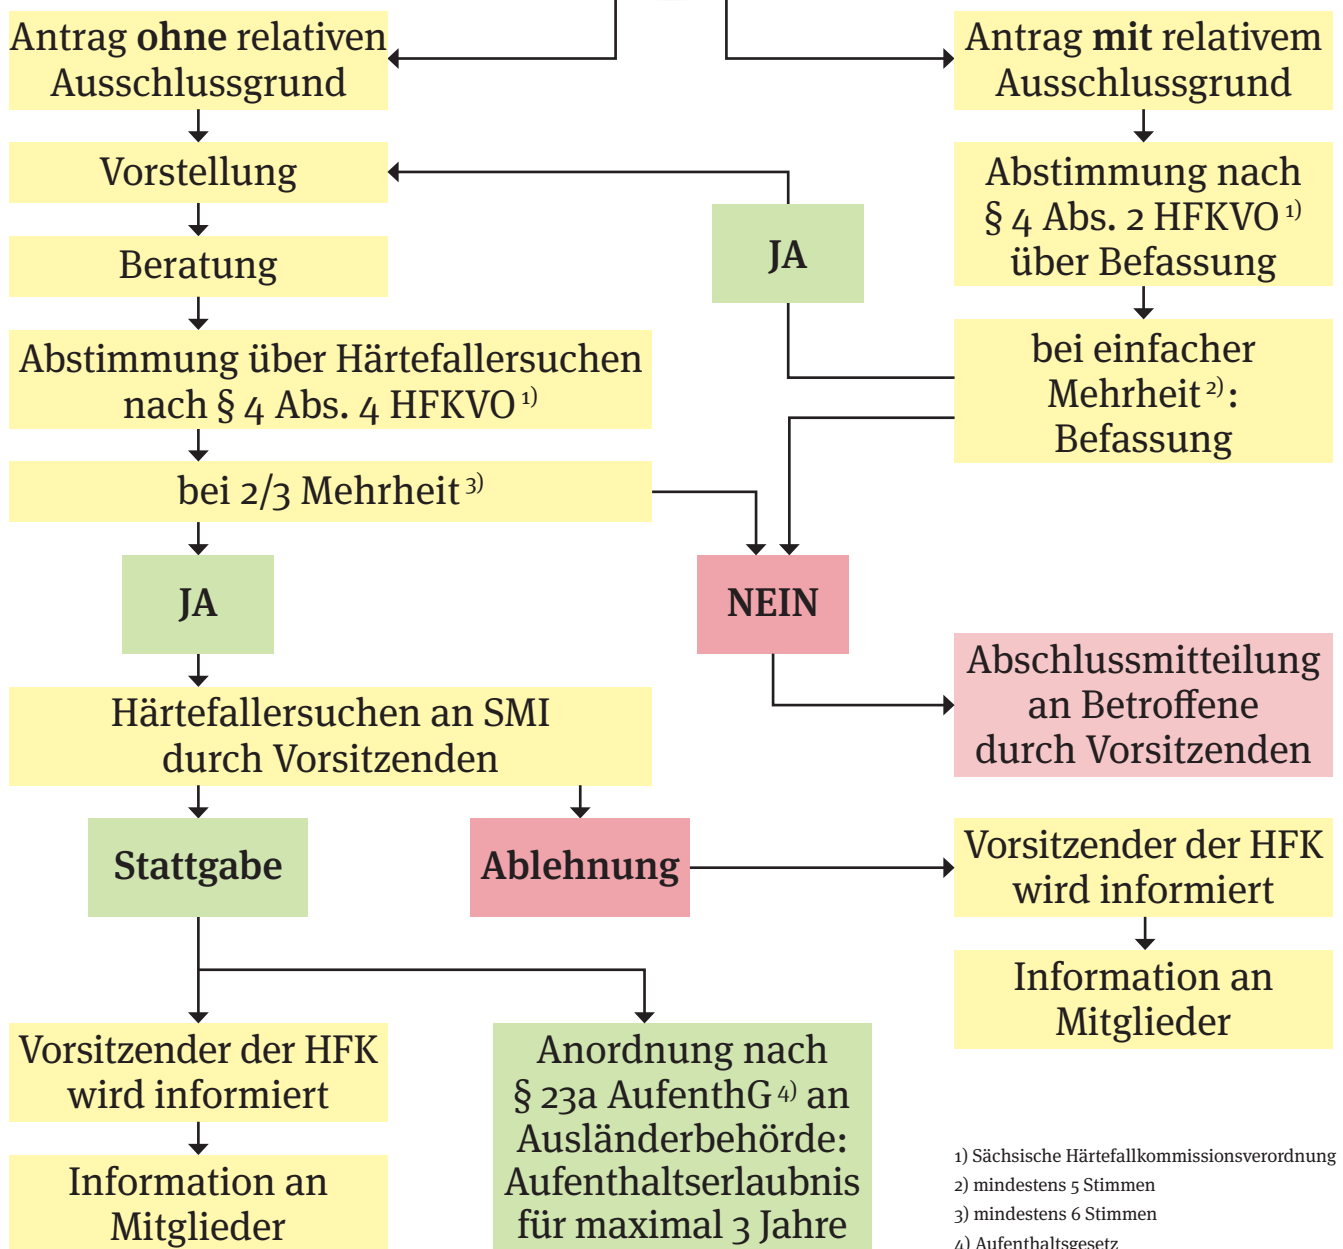 Antrag ohne relativen
Ausschlussgrund
Vorstellung
Beratung
Abstimmung über Härtefallersuchen
nach § 4 Abs. 4 HFKVO 1)
bei 2/3 Mehrheit 3)
JA
Härtefallersuchen an SMI
durch Vorsitzenden
Stattgabe
Ablehnung
Vorsitzender der HFK
wird informiert
Information an
Mitglieder
Anordnung nach
§ 23a AufenthG 4) an
Ausländerbehörde:
Aufenthaltserlaubnis
für maximal 3 Jahre
JA
NEIN
Antrag mit relativem
Ausschlussgrund
Abstimmung nach
§ 4 Abs. 2 HFKVO 1)
über Befassung
bei einfacher
Mehrheit 2) :
Befassung
Abschlussmitteilung
an Betroffene
durch Vorsitzenden
Vorsitzender der HFK
wird informiert
Information an
Mitglieder
1) Sächsische Härtefallkommissionsverordnung
2) mindestens 5 Stimmen
3) mindestens 6 Stimmen
4) Aufenthaltsgesetz